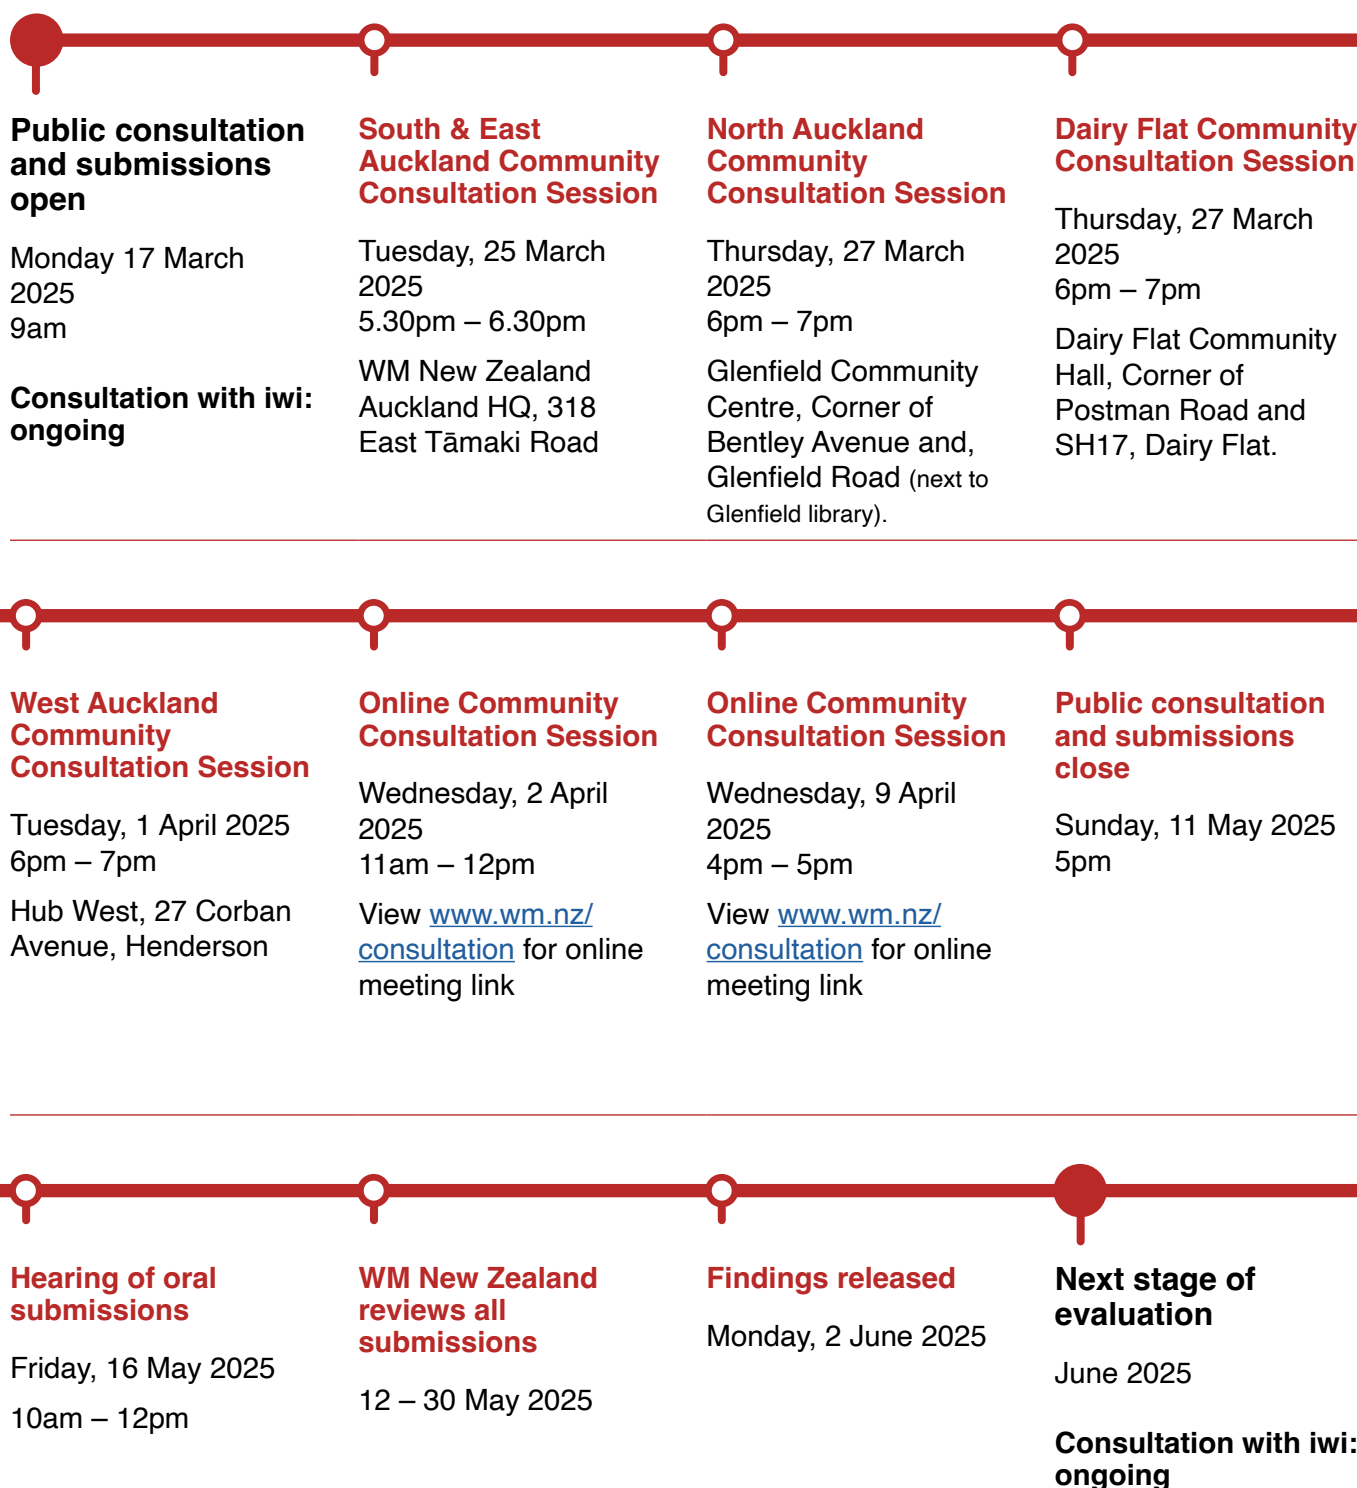 Public consultation
and submissions
open
Monday 17 March
2025
9am
Consultation with iwi:
ongoing
South & East
Auckland Community
Consultation Session
Tuesday, 25 March
2025
5.30pm – 6.30pm
WM New Zealand
Auckland HQ, 318
East Tāmaki Road
North Auckland
Community
Consultation Session
Thursday, 27 March
2025
6pm – 7pm
Glenfield Community
Centre, Corner of
Bentley Avenue and,
Glenfield Road (next to
Glenfield library).
Dairy Flat Community
Consultation Session
Thursday, 27 March
2025
6pm – 7pm
Dairy Flat Community
Hall, Corner of
Postman Road and
SH17, Dairy Flat.
West Auckland
Community
Consultation Session
Tuesday, 1 April 2025
6pm – 7pm
Hub West, 27 Corban
Avenue, Henderson
Online Community
Consultation Session
Wednesday, 2 April
2025
11am – 12pm
View www.wm.nz/
consultation for online
meeting link
Online Community
Consultation Session
Wednesday, 9 April
2025
4pm – 5pm
View www.wm.nz/
consultation for online
meeting link
Public consultation
and submissions
close
Sunday, 11 May 2025
5pm
Hearing of oral
submissions
Friday, 16 May 2025
10am – 12pm
WM New Zealand
reviews all
submissions
12 – 30 May 2025
Findings released
Monday, 2 June 2025
Next stage of
evaluation
June 2025
Consultation with iwi:
ongoing